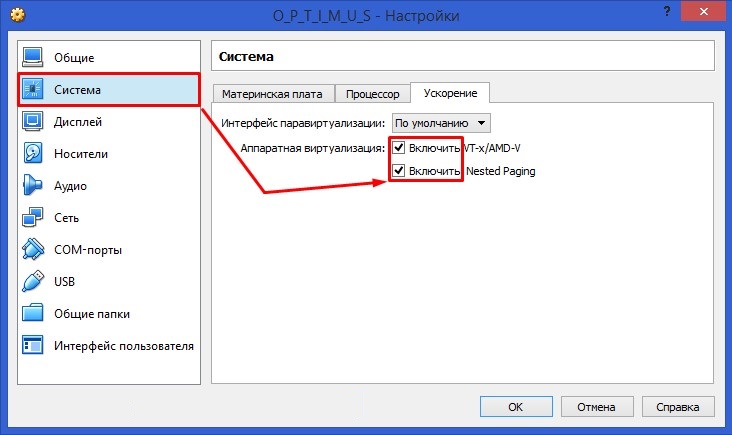 O_P_T_I_M_U_S - Настройки
?
Общие
Система
Дисплей
Носители
Аудио
Сеть
COM-порты
USB
Общие папки
Интерфейс пользователя
Система
Материнская плата
Процессор
Ускорение
Интерфейс паравиртуализации: По умолчанию
Аппаратная виртуализация: Включить VT-x/AMD-V
Включить Nested Paging
OK
Отмена
Справка